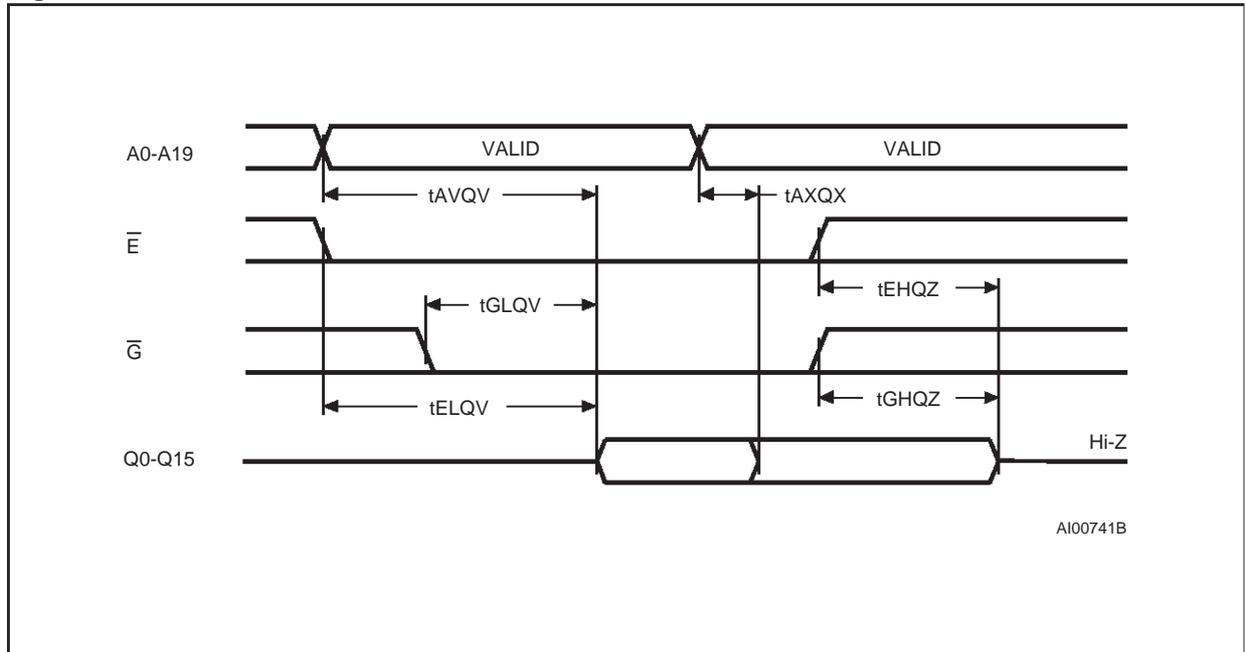 A0-A19
VALID
VALID
tAVQV
tAXQX
E̅
tEHQZ
tGLQV
G̅
tGHQZ
tELQV
Hi-Z
Q0-Q15
AI00741B